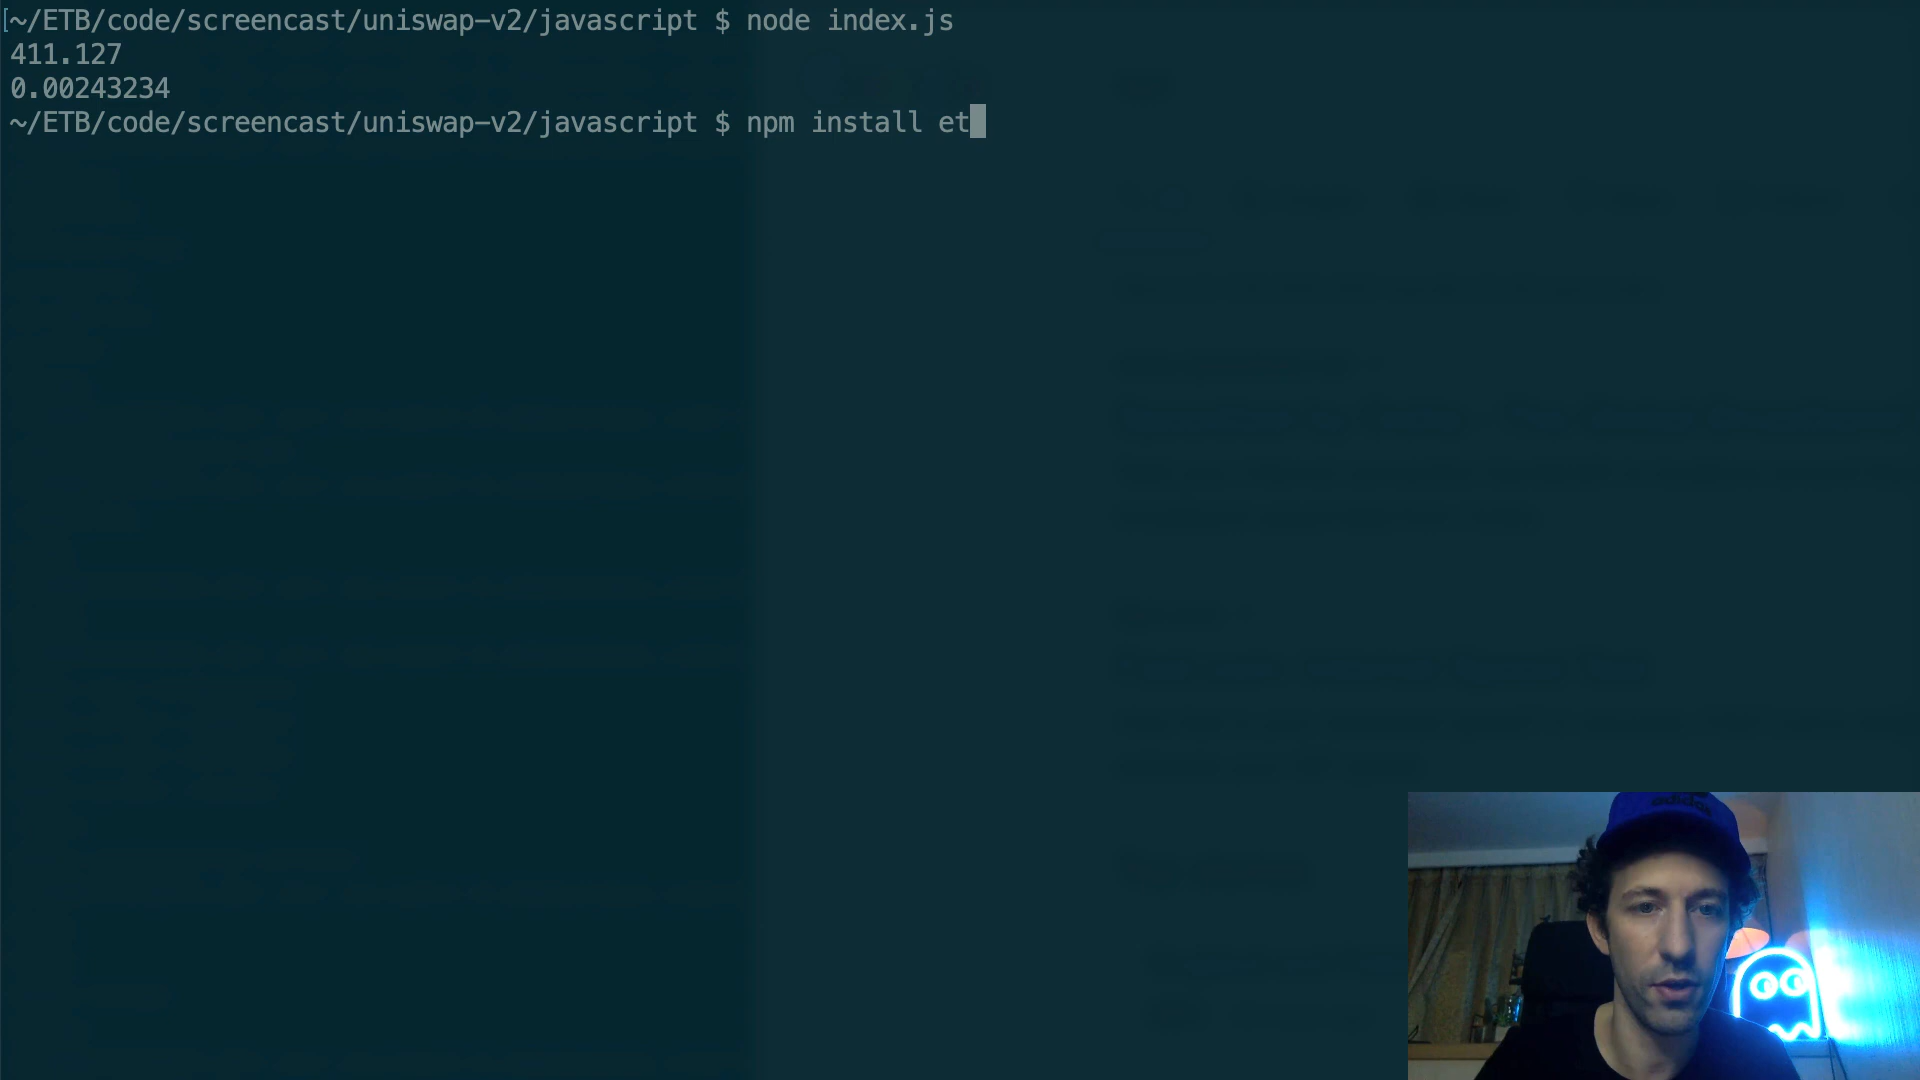 [~/ETB/code/screencast/uniswap-v2/javascript $ node index.js
411.127
0.00243234
~/ETB/code/screencast/uniswap-v2/javascript $ npm install et
adidas